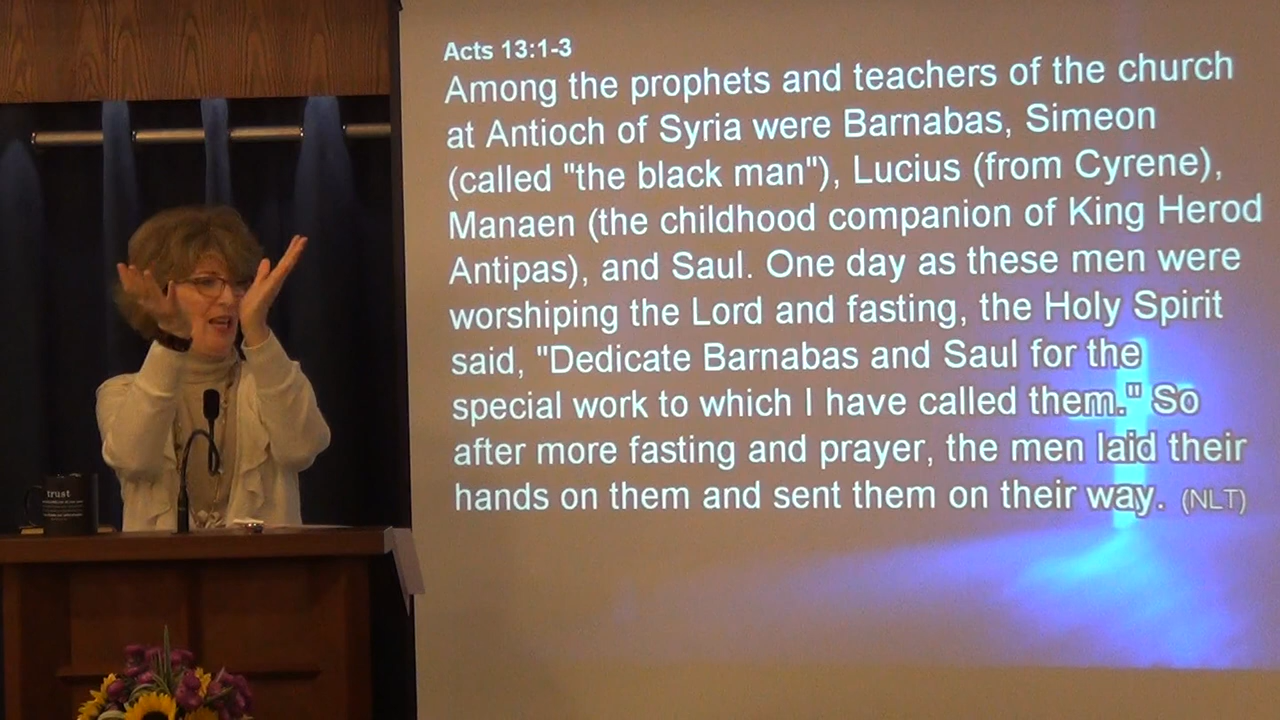 Acts 13:1-3
Among the prophets and teachers of the church
at Antioch of Syria were Barnabas, Simeon
(called "the black man"), Lucius (from Cyrene),
Manaen (the childhood companion of King Herod
Antipas), and Saul. One day as these men were
worshiping the Lord and fasting, the Holy Spirit
said, "Dedicate Barnabas and Saul for the
special work to which I have called them." So
after more fasting and prayer, the men laid their
hands on them and sent them on their way. (NLT)
trust